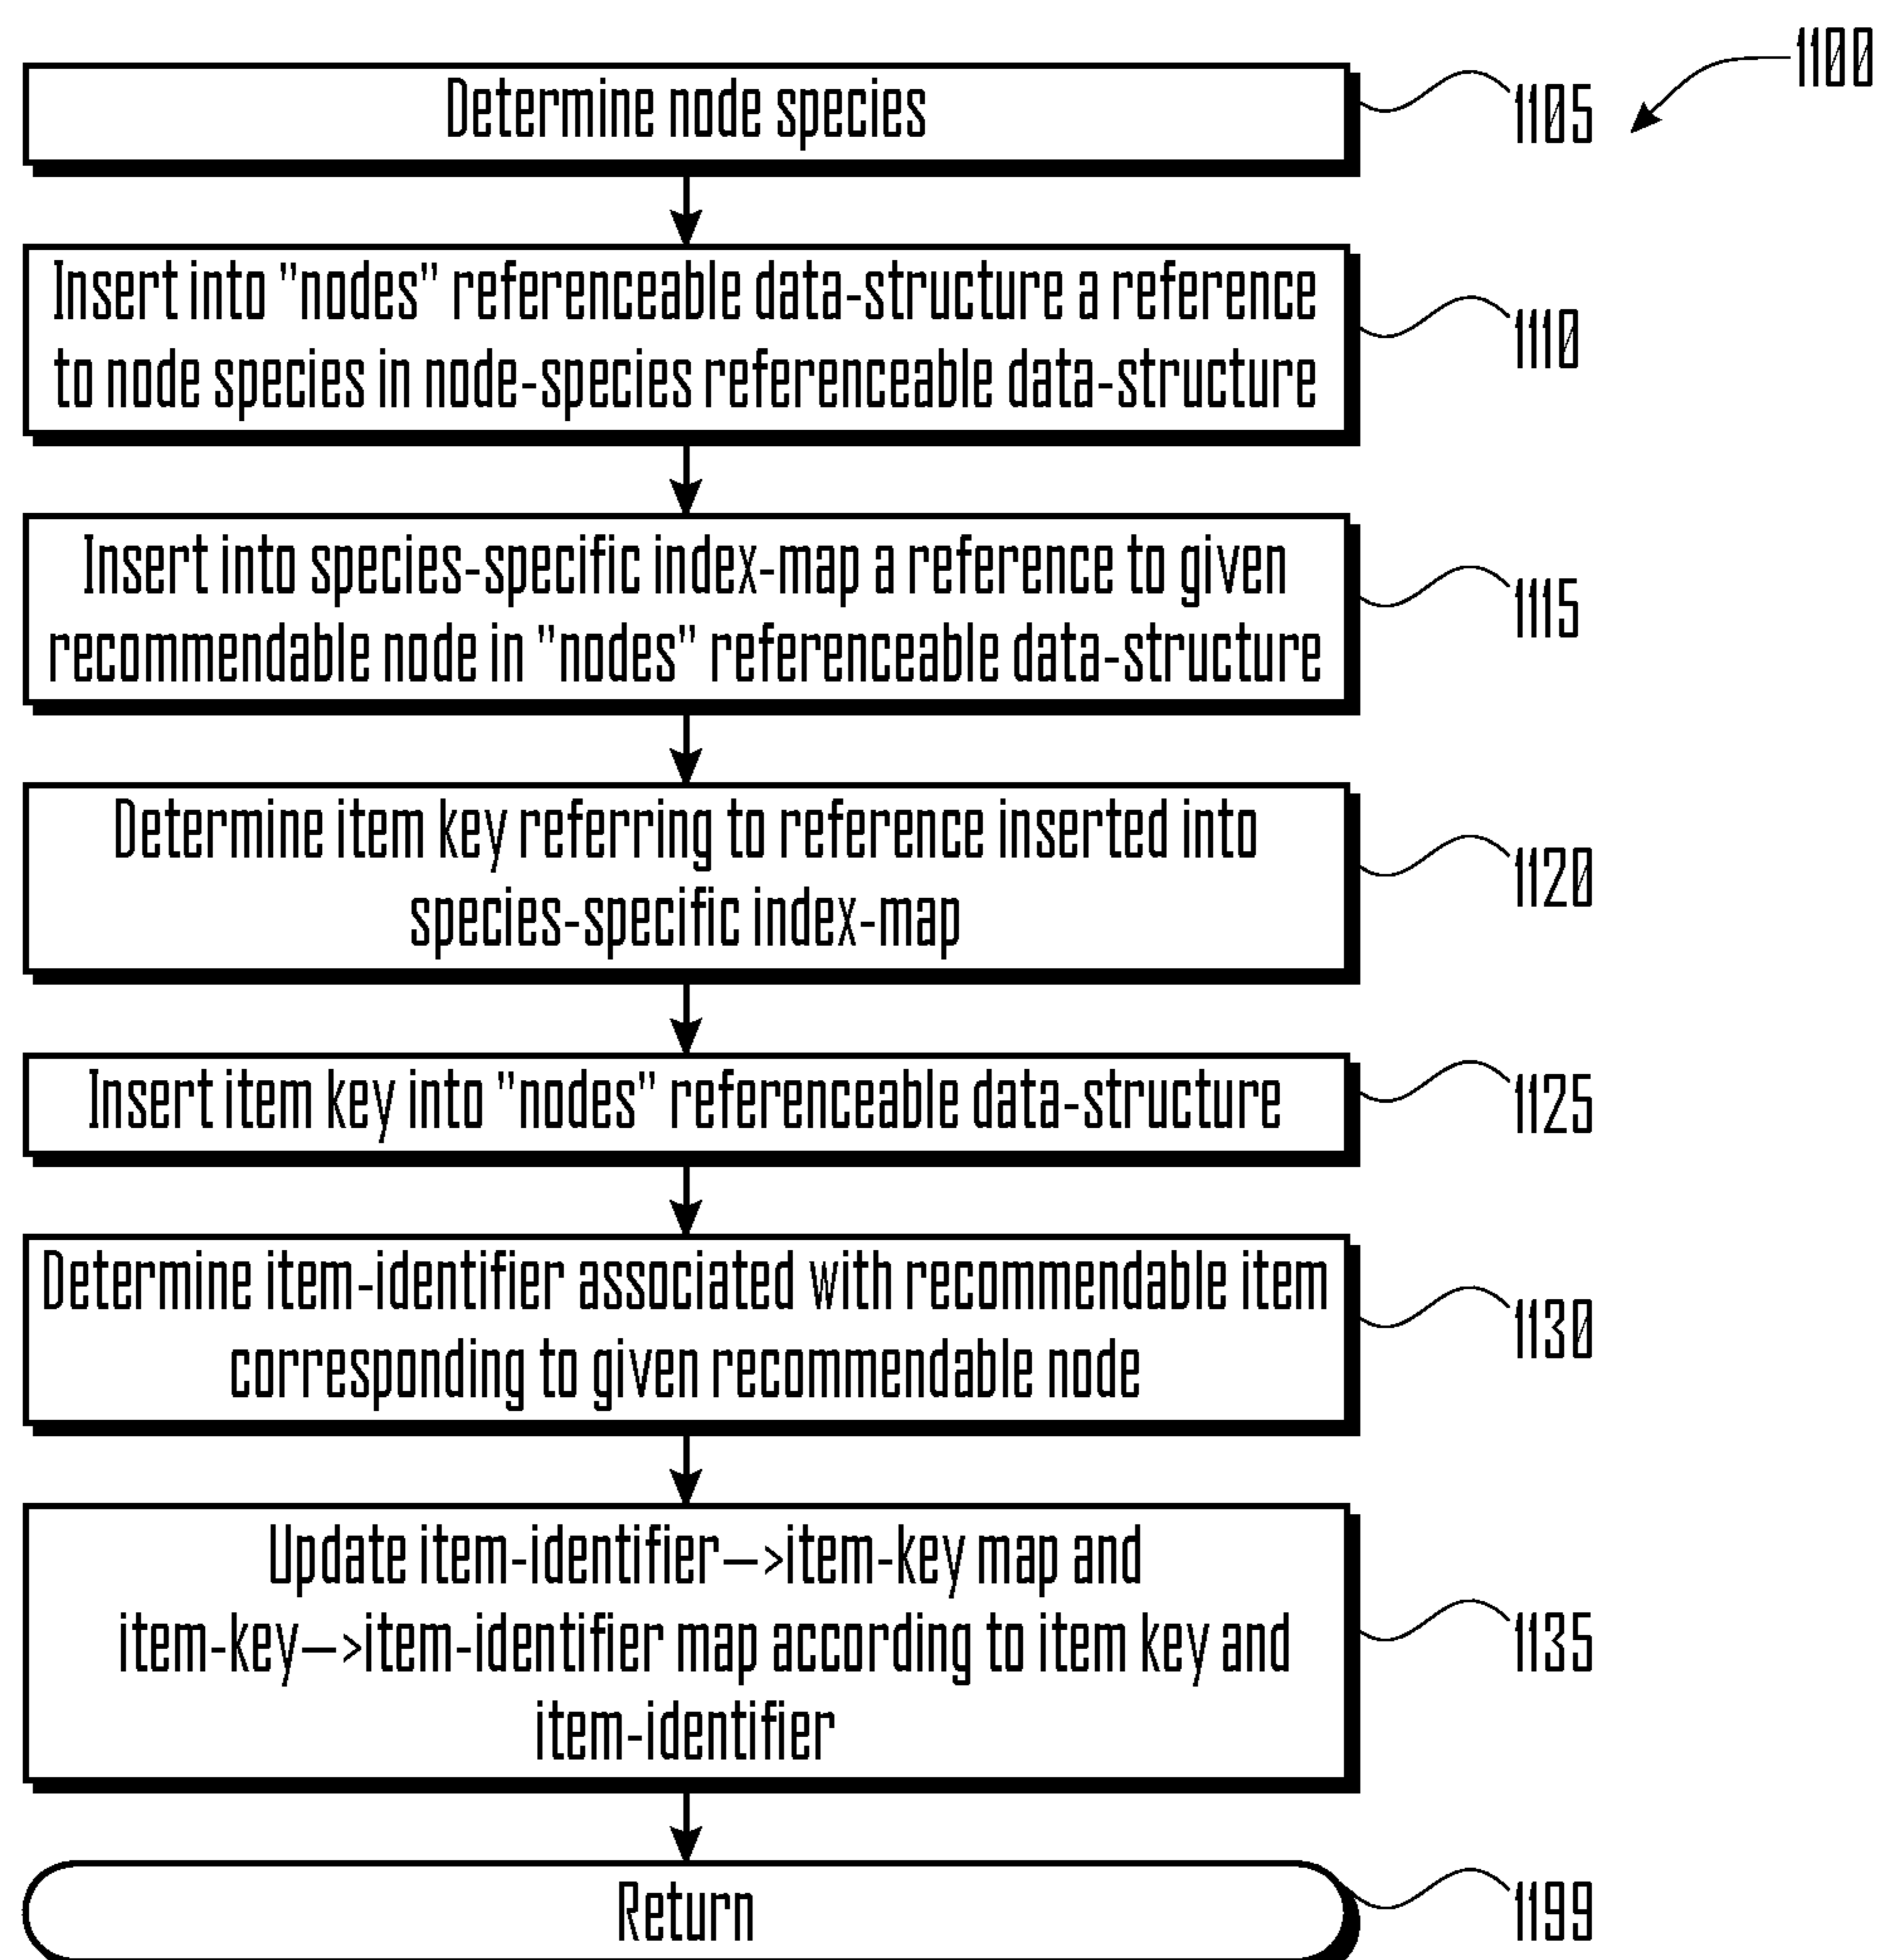 1100
Determine node species
1105
Insert into "nodes" referenceable data-structure a reference
to node species in node-species referenceable data-structure
1110
Insert into species-specific index-map a reference to given
recommendable node in "nodes" referenceable data-structure
1115
Determine item key referring to reference inserted into
species-specific index-map
1120
Insert item key into "nodes" referenceable data-structure
1125
Determine item-identifier associated with recommendable item
corresponding to given recommendable node
1130
Update item-identifier—>item-key map and
item-key—>item-identifier map according to item key and
item-identifier
1135
Return
1199